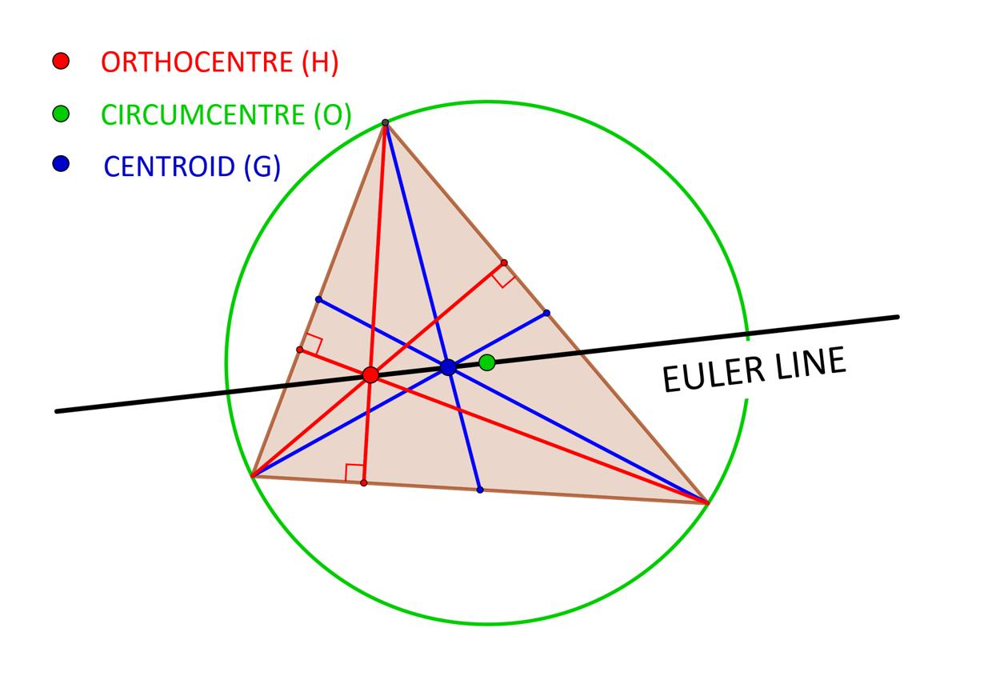 ORTHOCENTRE (H)
CIRCUMCENTRE (O)
CENTROID (G)
EULER LINE